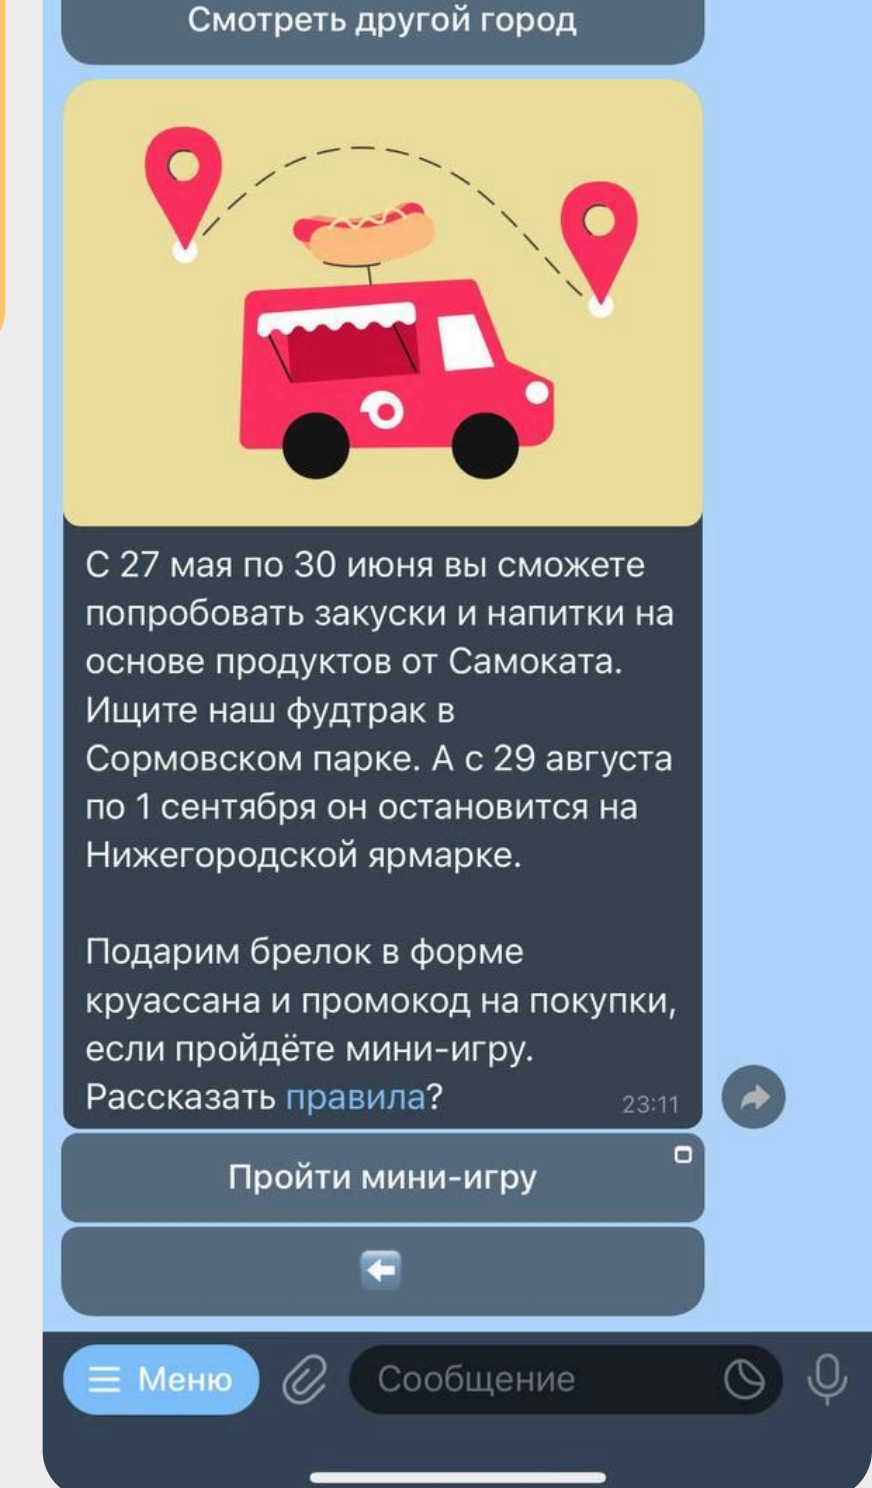 Смотреть другой город
С 27 мая по 30 июня вы сможете
попробовать закуски и напитки на
основе продуктов от Самоката.
Ищите наш фудтрак в
Сормовском парке. А с 29 августа
по 1 сентября он остановится на
Нижегородской ярмарке.
Подарим брелок в форме
круассана и промокод на покупки,
если пройдёте мини-игру.
Рассказать правила?
23:11
Пройти мини-игру
Меню
Сообщение